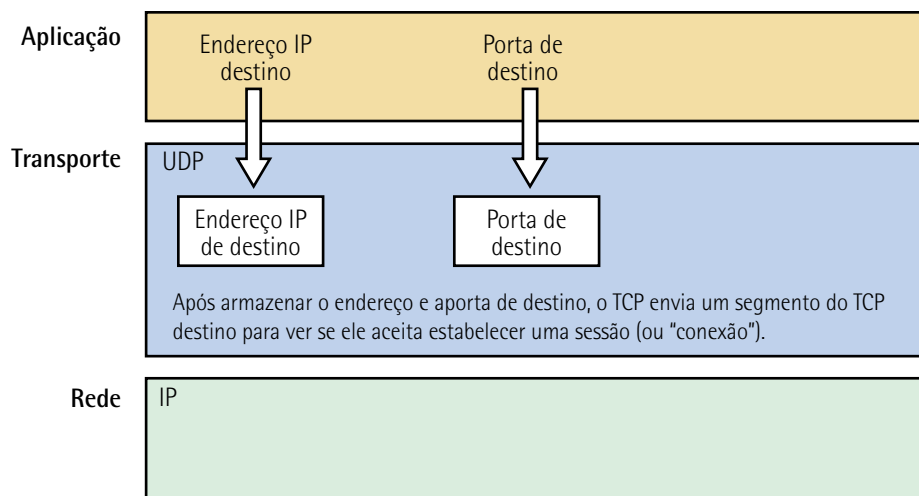 Aplicação
Endereço IP
destino
Porta de
destino
Transporte
UDP
Endereço IP
de destino
Porta de
destino
Após armazenar o endereço e aporta de destino, o TCP envia um segmento do TCP
destino para ver se ele aceita estabelecer uma sessão (ou “conexão”).
Rede
IP